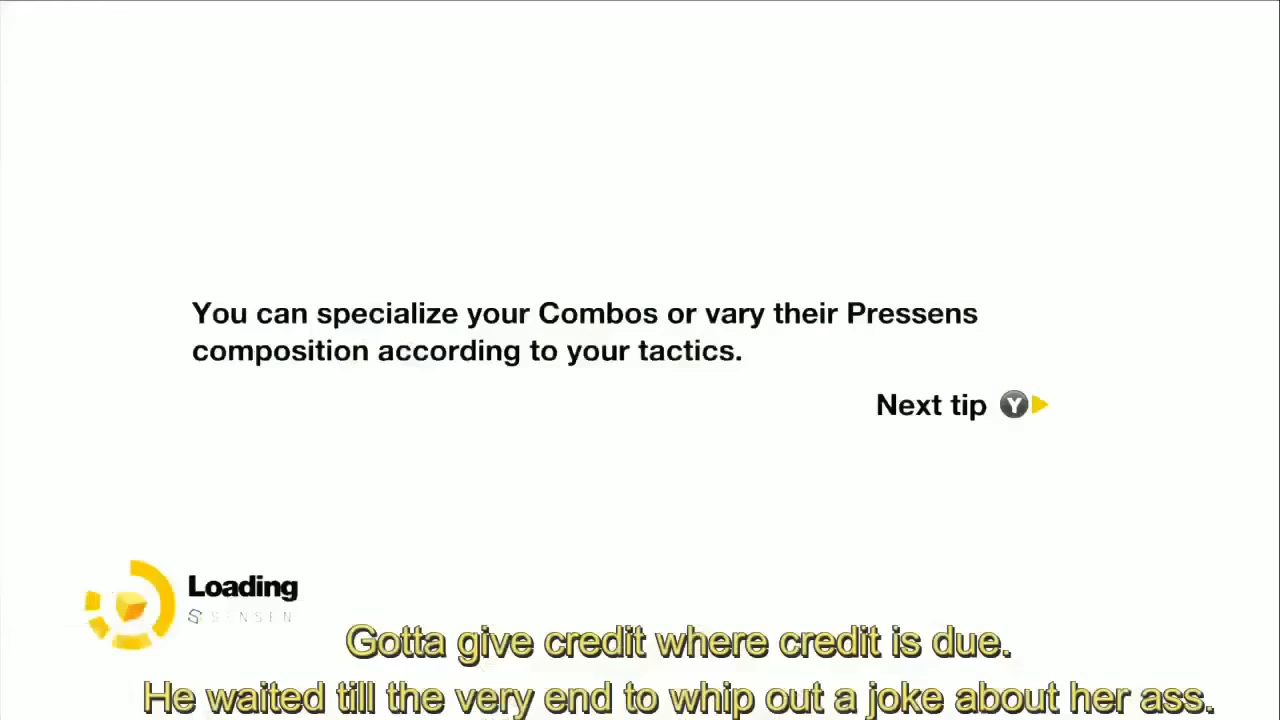 You can specialize your Combos or vary their Pressens
composition according to your tactics.
Next tip Y
Loading
SENSEN
Gotta give credit where credit is due.
He waited till the very end to whip out a joke about her ass.